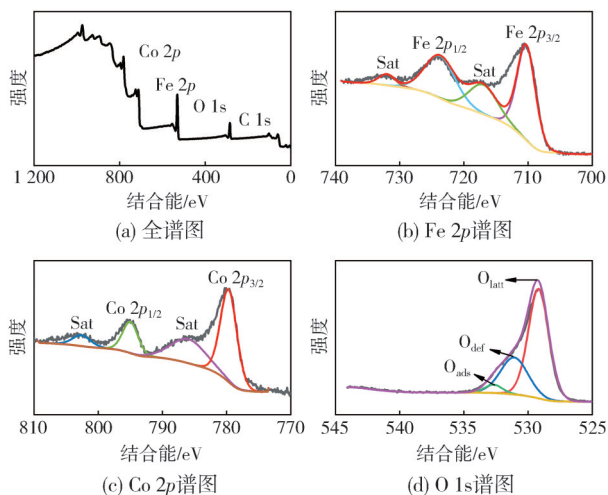 强度
Co 2p
Fe 2p
O 1s
C 1s
1 200
800
400
0
结合能/eV
(a) 全谱图
强度
Fe 2p1/2
Fe 2p3/2
Sat
Sat
740
730
720
710
700
结合能/eV
(b) Fe 2p谱图
强度
Sat
Co 2p1/2
Sat
Co 2p3/2
810
800
790
780
770
结合能/eV
(c) Co 2p谱图
强度
Olatt
Odef
Oads
545
540
535
530
525
结合能/eV
(d) O 1s谱图